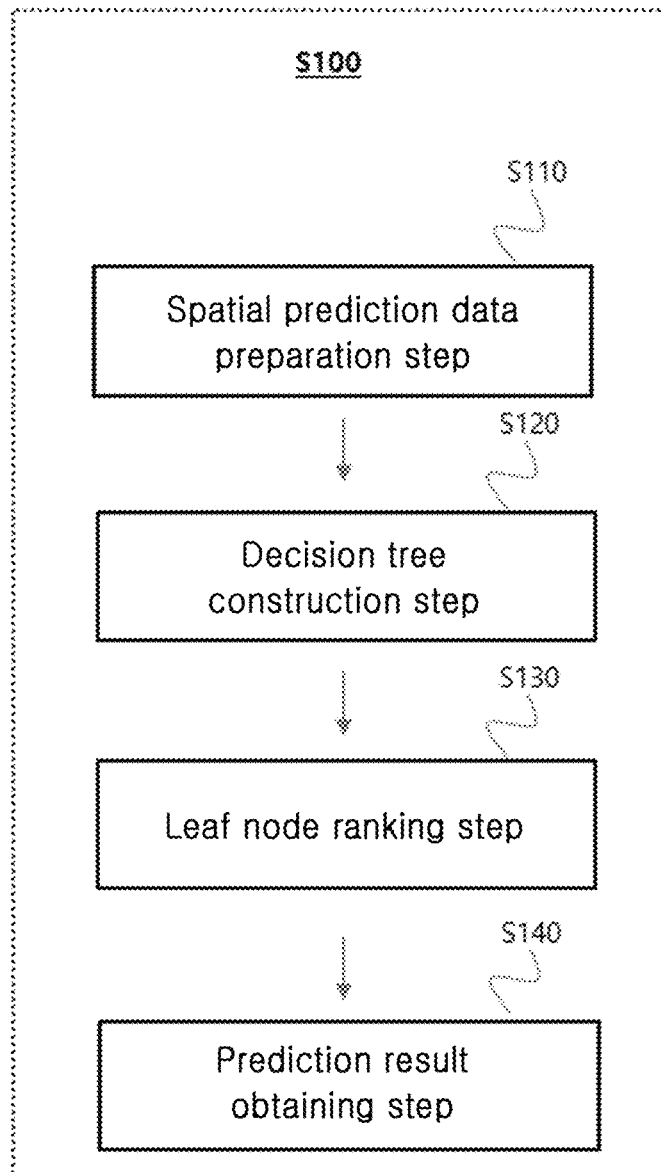 S100
S110
Spatial prediction data
preparation step
S120
Decision tree
construction step
S130
Leaf node ranking step
S140
Prediction result
obtaining step